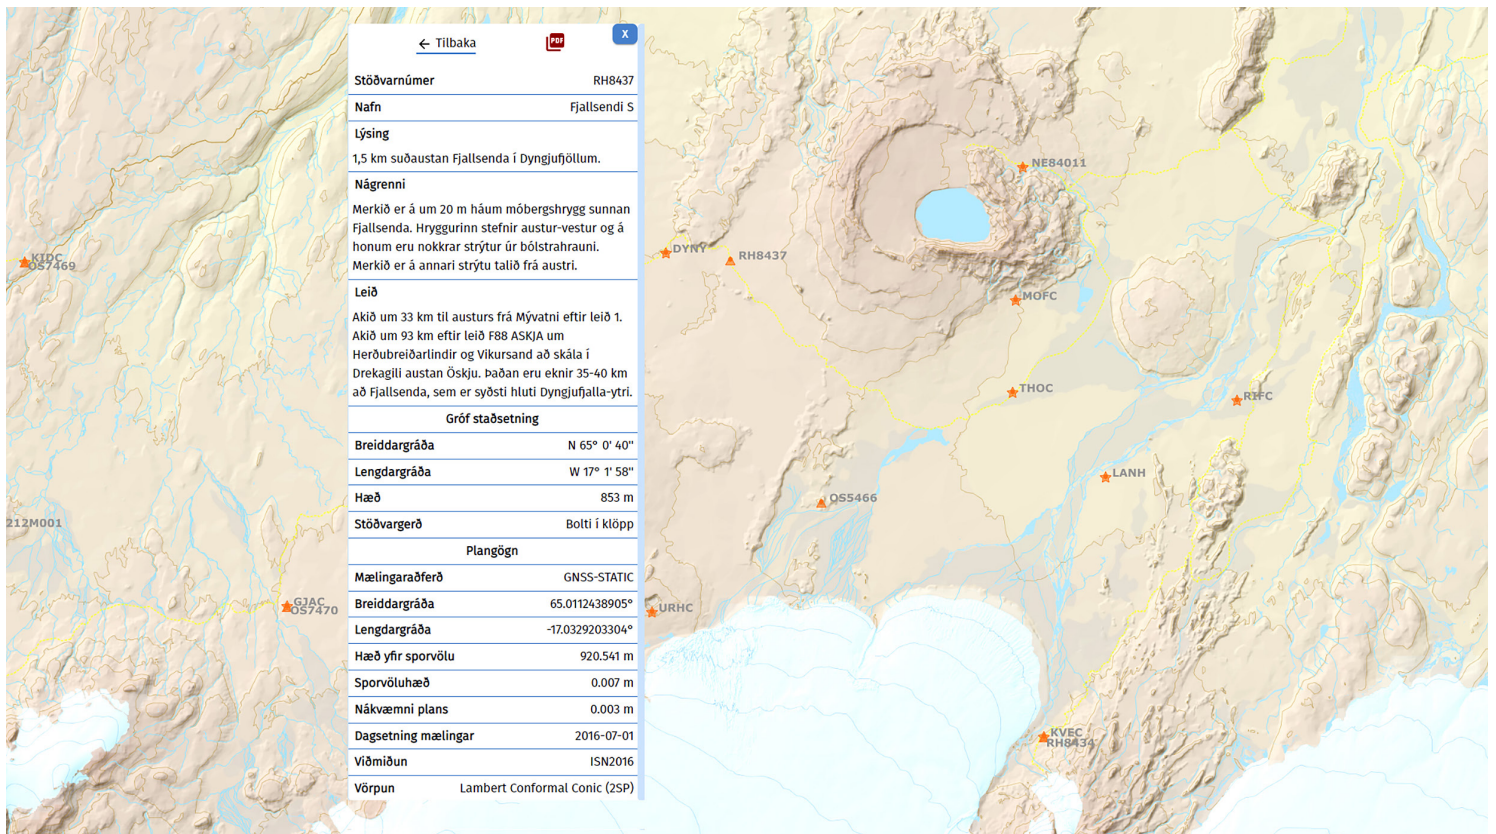 ← Tilbaka
PDF
X
Stöðvarnúmer RH8437
Nafn Fjallsendi S
Lýsing
1,5 km suðaustan Fjallsenda í Dyngjufjöllum.
Nágrenni
Merkið er á um 20 m háum móbergshrygg sunnan
Fjallsenda. Hryggurinn stefnir austur-vestur og á
honum eru nokkrar strýtur úr bólstrahrauni.
Merkið er á annari strýtu talið frá austri.
Leið
Akið um 33 km til austurs frá Mývatni eftir leið 1.
Akið um 93 km eftir leið F88 ASKJA um
Herðubreiðarlindir og Vikursand að skála í
Drekagili austan Öskju. Þaðan eru eknir 35-40 km
að Fjallsenda, sem er syðsti hluti Dyngjufjalla-ytri.
Gróf staðsetning
Breiddargráða N 65° 0' 40''
Lengdargráða W 17° 1' 58''
Hæð 853 m
Stöðvargerð Bolti í klöpp
Plangögn
Mælingaraðferð GNSS-STATIC
Breiddargráða 65.0112438905°
Lengdargráða -17.0329203304°
Hæð yfir sporvölu 920.541 m
Sporvöluhæð 0.007 m
Nákvæmni plans 0.003 m
Dagsetning mælingar 2016-07-01
Viðmiðun ISN2016
Vörpun Lambert Conformal Conic (2SP)
KIDC
OS7469
212M001
GJAC
OS7470
NE84011
DYNY
RH8437
MOFC
THOC
RIFC
LANH
OS5466
URHC
KVEC
RH8434